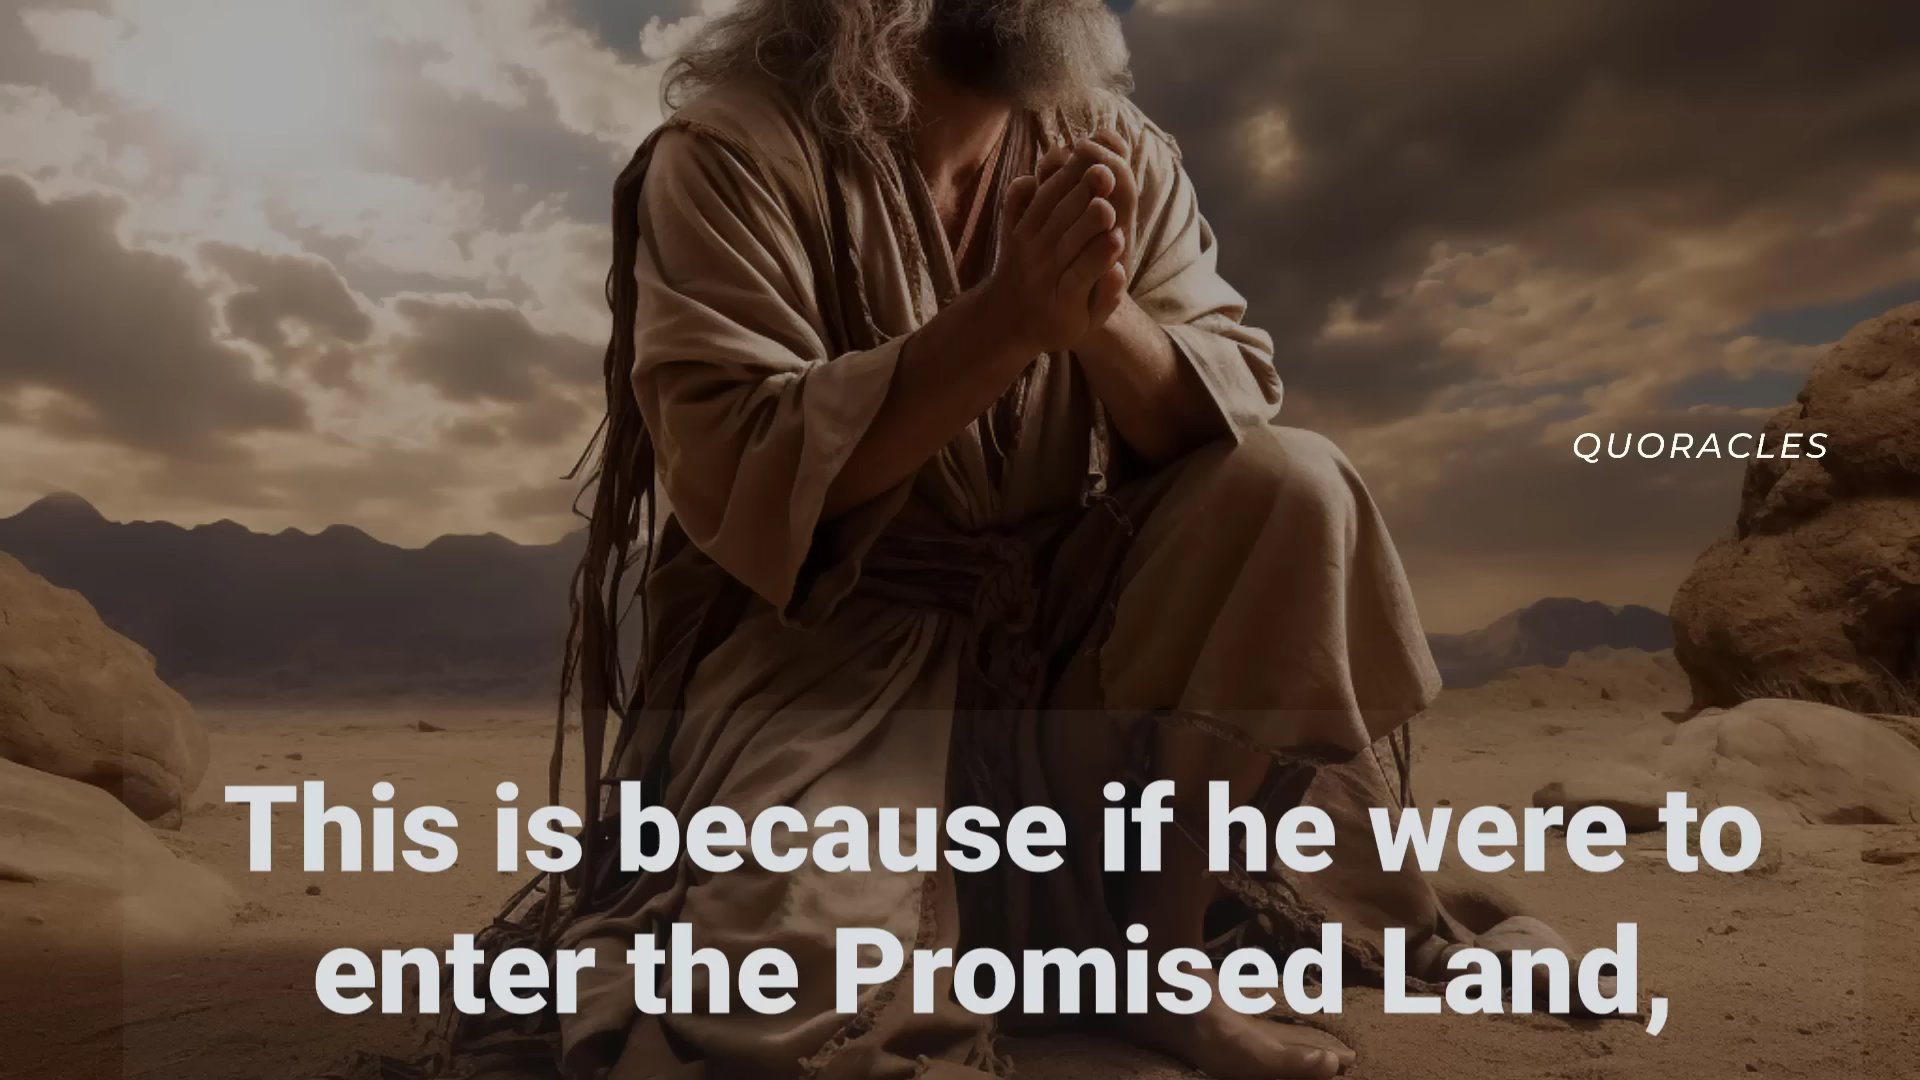 QUORACLES
This is because if he were to
enter the Promised Land,